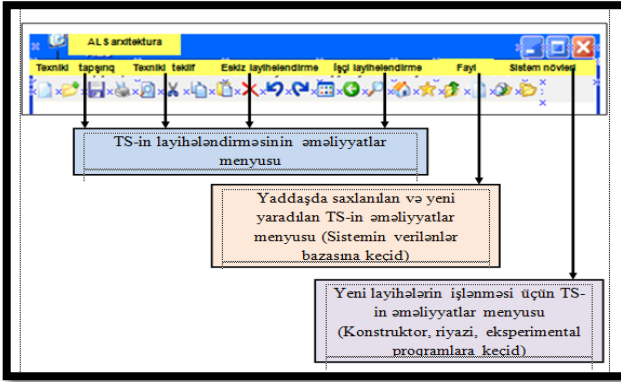 ALS arxitektura
Texniki tapşırıq Texniki təklif Eskiz layihələndirme İşçi layihələndirme Fayl Sistem növləri
TS-in layihələndirməsinin əməliyyatlar
menyusu
Yaddaşda saxlanılan və yeni
yaradılan TS-in əməliyyatlar
menyusu (Sistemin verilənlər
bazasına keçid)
Yeni layihələrin işlənməsi üçün TS-
in əməliyyatlar menyusu
(Konstruktor, riyazi, eksperimental
proqramlara keçid)